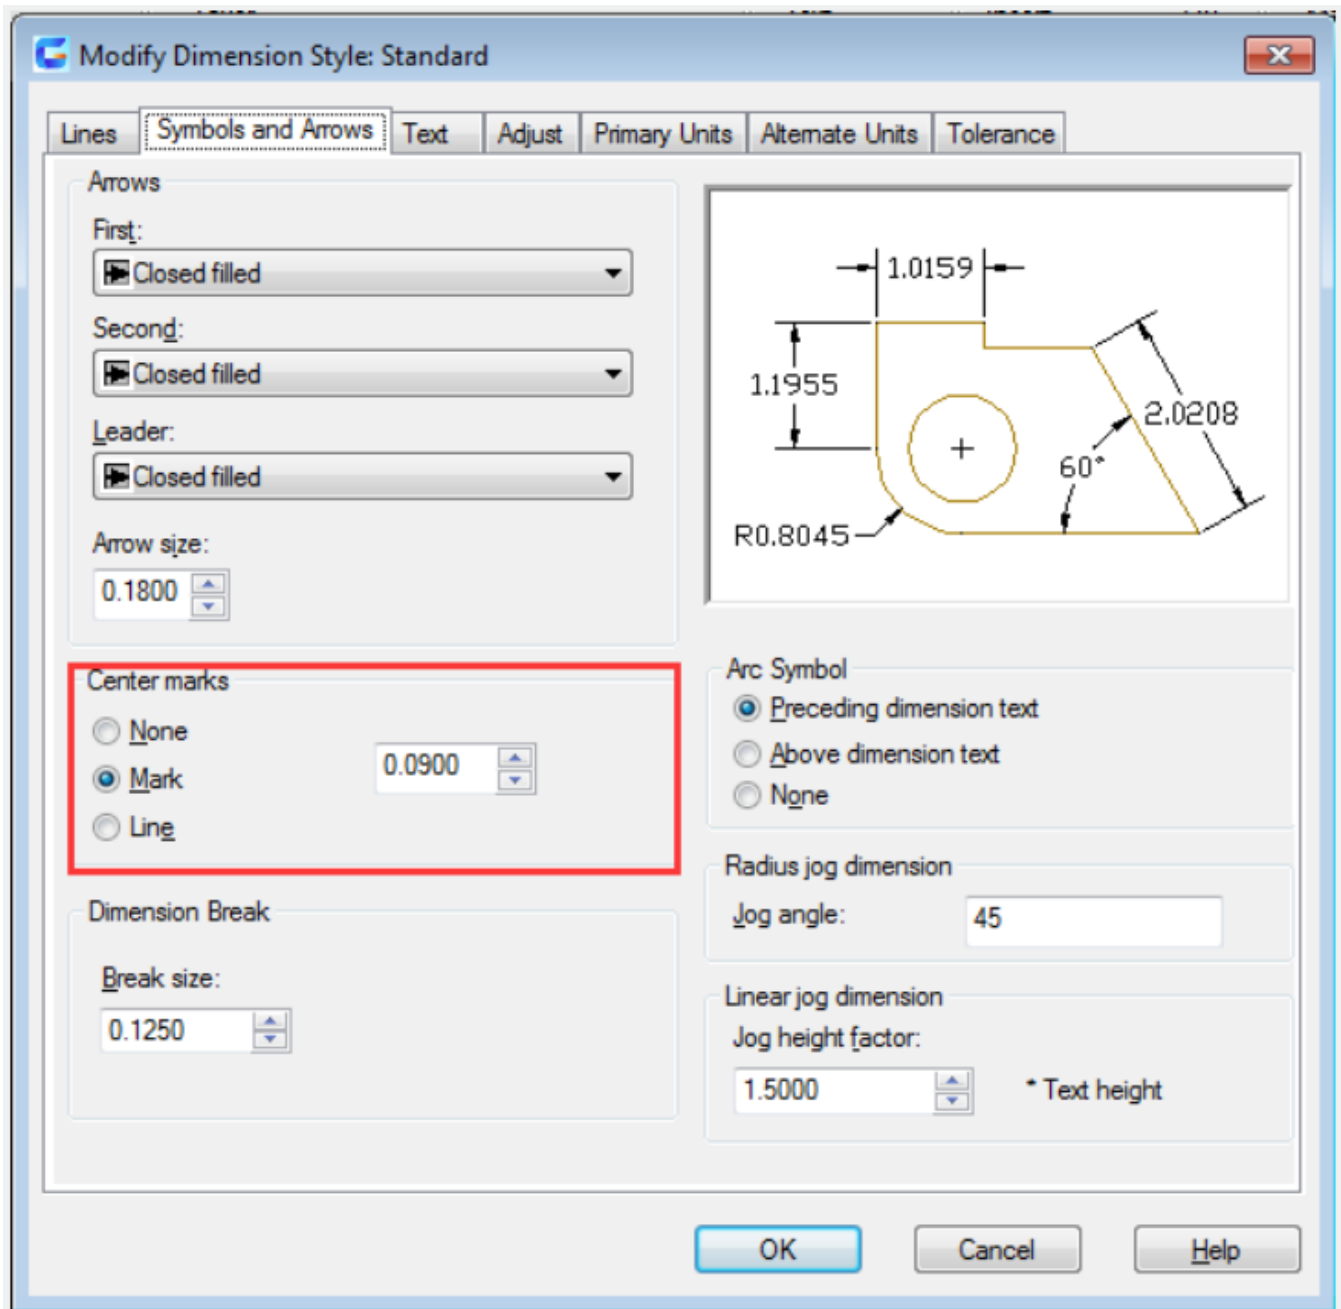 Modify Dimension Style: Standard
Lines Symbols and Arrows Text Adjust Primary Units Alternate Units Tolerance
Arrows
First:
Closed filled
Second:
Closed filled
Leader:
Closed filled
Arrow size:
0.1800
1.0159
1.1955
2.0208
60°
R0.8045
Center marks
None
Mark
Line
0.0900
Arc Symbol
Preceding dimension text
Above dimension text
None
Dimension Break
Break size:
0.1250
Radius jog dimension
Jog angle: 45
Linear jog dimension
Jog height factor:
1.5000 * Text height
OK Cancel Help